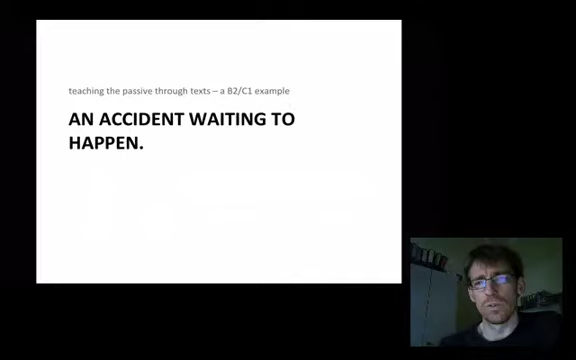 teaching the passive through texts – a B2/C1 example
AN ACCIDENT WAITING TO
HAPPEN.